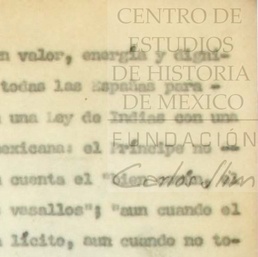 CENTRO DE
ESTUDIOS
DE HISTORIA
DE MEXICO
FUNDACIÓN
Carlos Slim
n valor, energía y digni-
todas las Españas para -
una Ley de Indias con una
exicana: el Príncipe no -
cuenta el "bien
vasallos"; "aun cuando el
lícito, aun cuando no to-